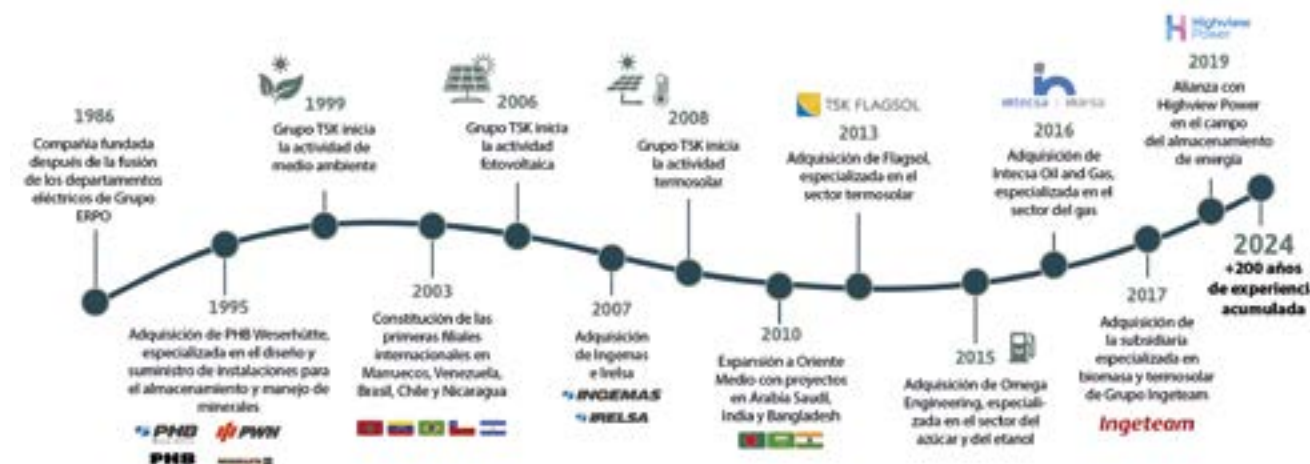 1986
Compañía fundada
después de la fusión
de los departamentos
eléctricos de Grupo
ERPO
1995
Adquisición de PHB Weserhütte,
especializada en el diseño y
suministro de instalaciones para
el almacenamiento y manejo de
minerales
PHB
PWH
PHB
1999
Grupo TSK inicia
la actividad de
medio ambiente
2003
Constitución de las
primeras filiales
internacionales en
Marruecos, Venezuela,
Brasil, Chile y Nicaragua
2006
Grupo TSK inicia
la actividad
fotovoltaica
2007
Adquisición
de Ingemas
e Irelsa
INGEMAS
IRELSA
2008
Grupo TSK inicia
la actividad
termosolar
2010
Expansión a Oriente
Medio con proyectos
en Arabia Saudí,
India y Bangladesh
TSK FLAGSOL
2013
Adquisición de Flagsol,
especializada en el
sector termosolar
2015
Adquisición de Omega
Engineering, especiali-
zada en el sector del
azúcar y del etanol
intecsa
2016
Adquisición de
Intecsa Oil and Gas,
especializada en el
sector del gas
2017
Adquisición de
la subsidiaria
especializada en
biomasa y termosolar
de Grupo Ingeteam
Ingeteam
Highview
Power
2019
Alianza con
Highview Power
en el campo
del almacenamiento
de energía
2024
+200 años
de experienci
acumulada